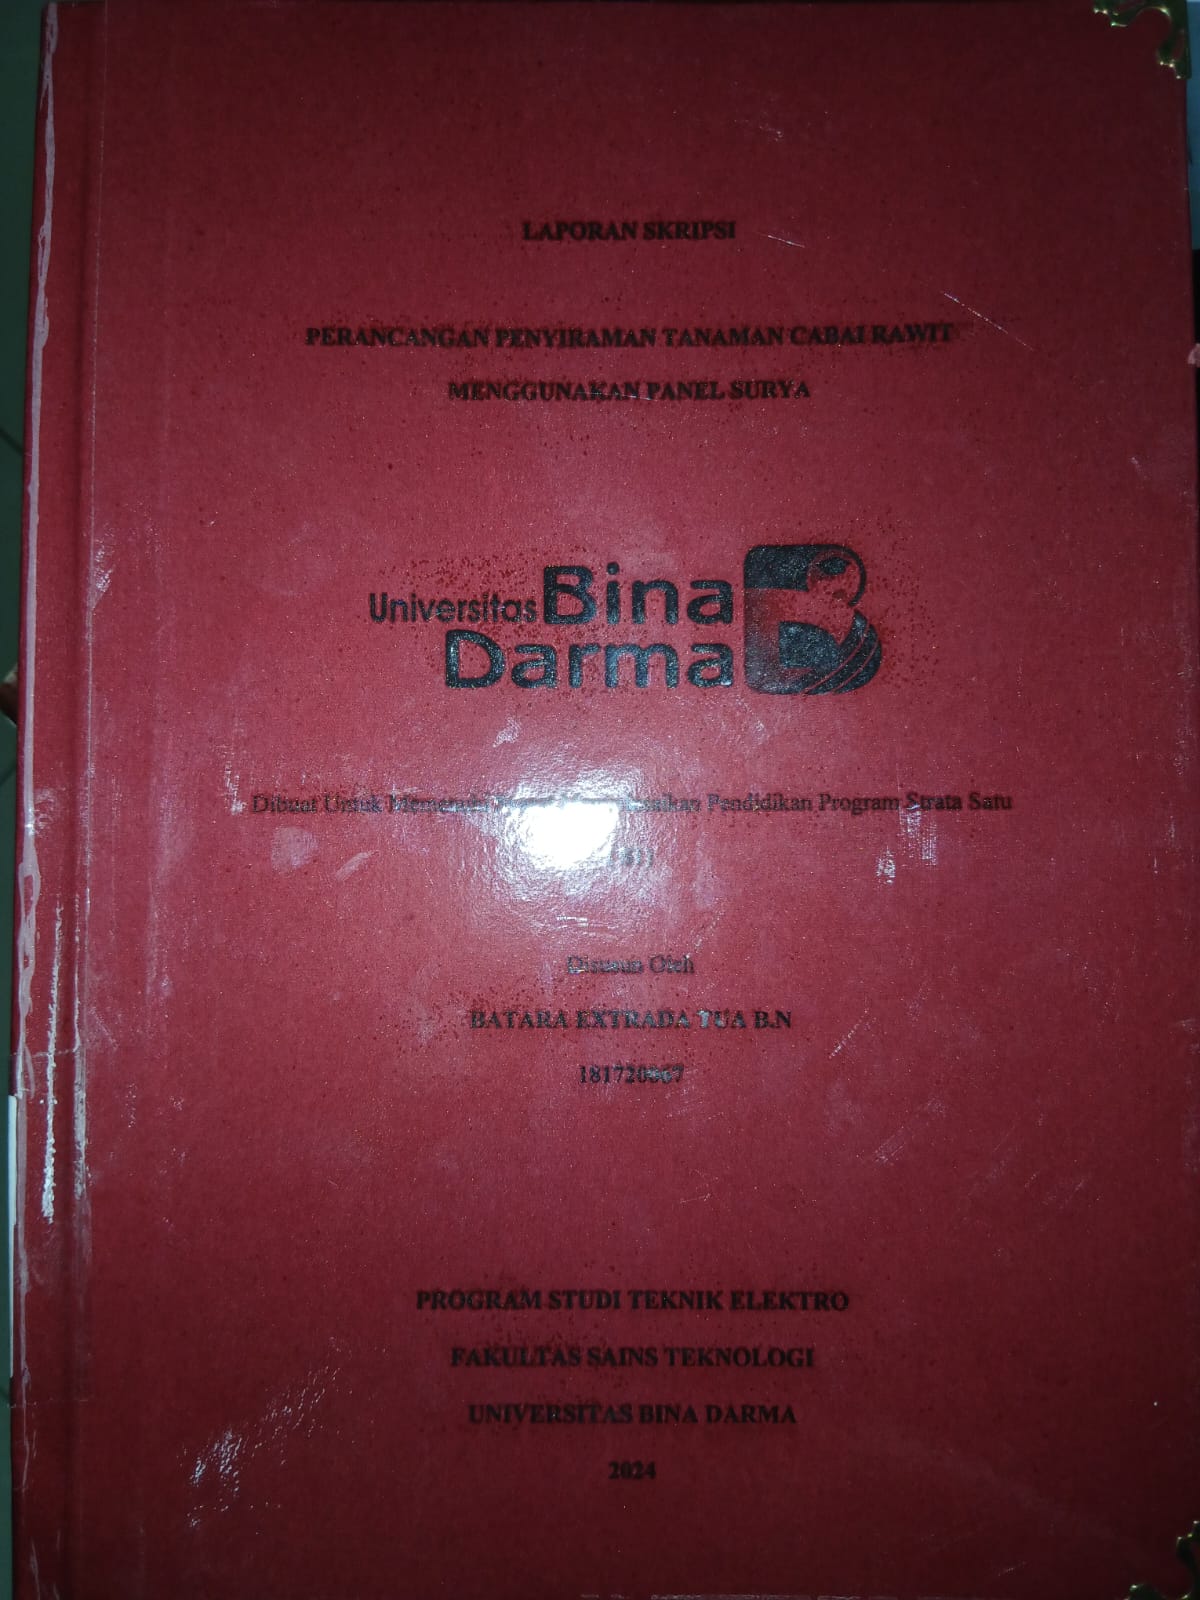 LAPORAN SKRIPSI
PERANCANGAN PENYIRAMAN TANAMAN CABAI RAWIT
MENGGUNAKAN PANEL SURYA
Universitas Bina
Darma
Dibuat Untuk Memenuhi Pendidikan Program Strata Satu
Disusun Oleh
BATARA EXTRADA TUA B.N
PROGRAM STUDI TEKNIK ELEKTRO
FAKULTAS SAINS TEKNOLOGI
UNIVERSITAS BINA DARMA
2024